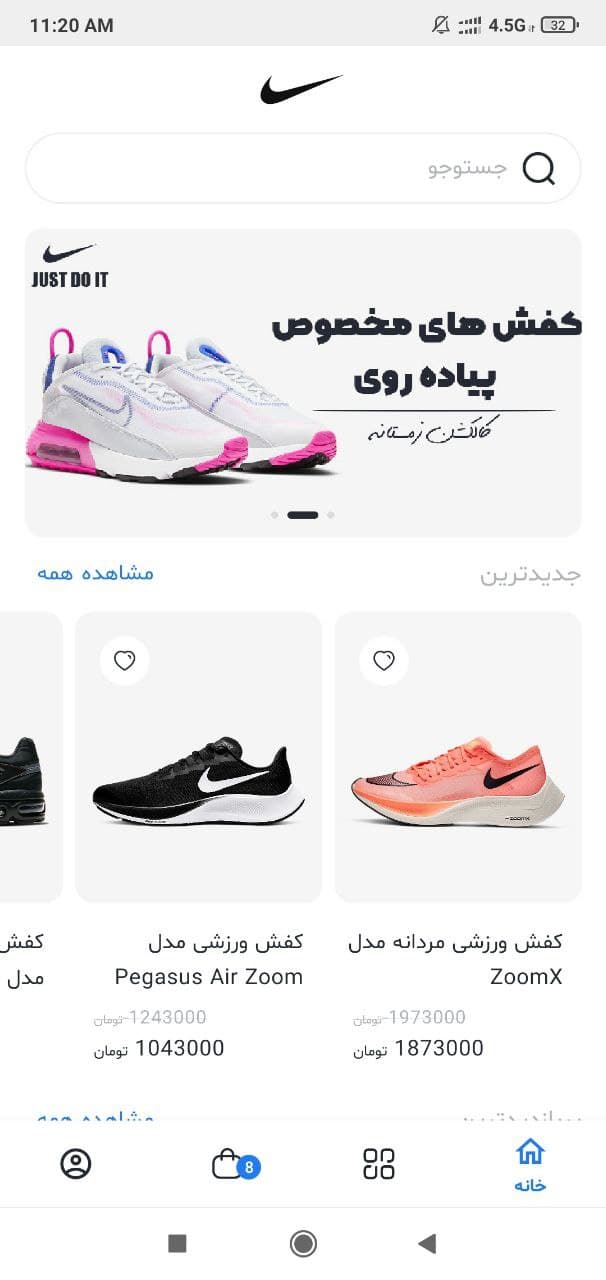 11:20 AM
4.5G
32
جستوجو
JUST DO IT
کفش های مخصوص
پیاده روی
کالکشن زمستانه
جدیدترین
مشاهده همه
ZOOMX
کفش ورزشی مردانه مدل
ZoomX
1973000 تومان
1873000 تومان
کفش ورزشی مدل
Pegasus Air Zoom
1243000 تومان
1043000 تومان
کفش
مدل
پربازدیدترین
مشاهده همه
خانه
8